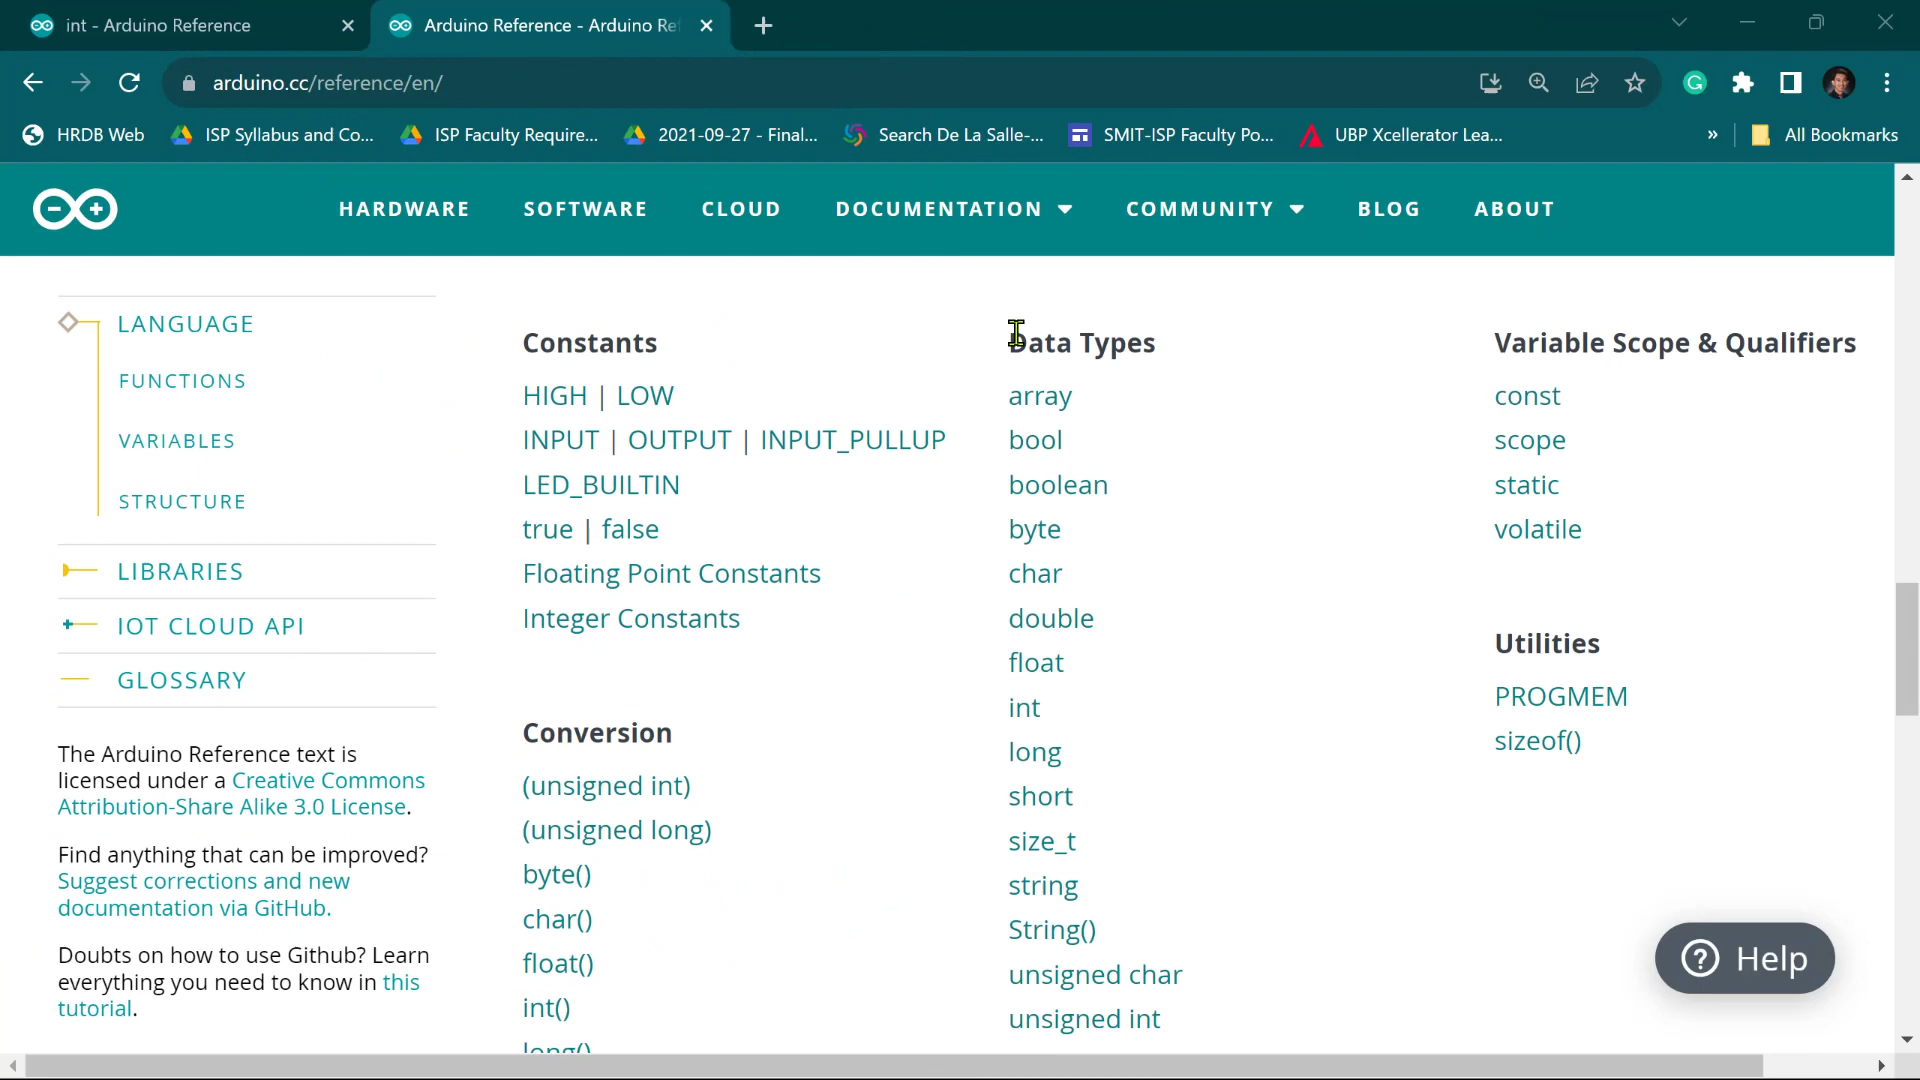 int - Arduino Reference
Arduino Reference - Arduino Re
arduino.cc/reference/en/
HRDB Web
ISP Syllabus and Co...
ISP Faculty Require...
2021-09-27 - Final...
Search De La Salle-...
SMIT-ISP Faculty Po...
UBP Xcellerator Lea...
»
All Bookmarks
HARDWARE
SOFTWARE
CLOUD
DOCUMENTATION
COMMUNITY
BLOG
ABOUT
LANGUAGE
FUNCTIONS
VARIABLES
STRUCTURE
LIBRARIES
IOT CLOUD API
GLOSSARY
The Arduino Reference text is
licensed under a Creative Commons
Attribution-Share Alike 3.0 License.
Find anything that can be improved?
Suggest corrections and new
documentation via GitHub.
Doubts on how to use Github? Learn
everything you need to know in this
tutorial.
Constants
HIGH | LOW
INPUT | OUTPUT | INPUT_PULLUP
LED_BUILTIN
true | false
Floating Point Constants
Integer Constants
Conversion
(unsigned int)
(unsigned long)
byte()
char()
float()
int()
long()
Data Types
array
bool
boolean
byte
char
double
float
int
long
short
size_t
string
String()
unsigned char
unsigned int
Variable Scope & Qualifiers
const
scope
static
volatile
Utilities
PROGMEM
sizeof()
Help